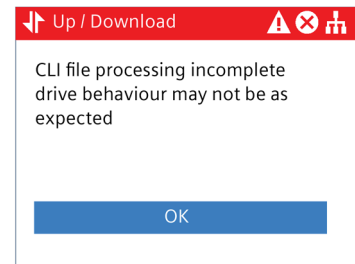 Up / Download
CLI file processing incomplete
drive behaviour may not be as
expected
OK